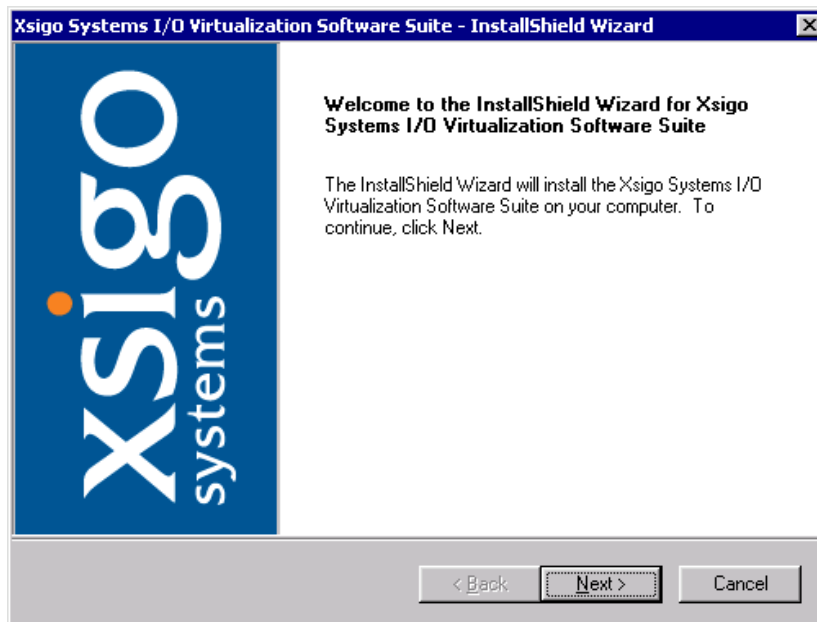 Xsigo Systems I/O Virtualization Software Suite - InstallShield Wizard
xsigo
systems
Welcome to the InstallShield Wizard for Xsigo
Systems I/O Virtualization Software Suite
The InstallShield Wizard will install the Xsigo Systems I/O
Virtualization Software Suite on your computer. To
continue, click Next.
< Back
Next >
Cancel